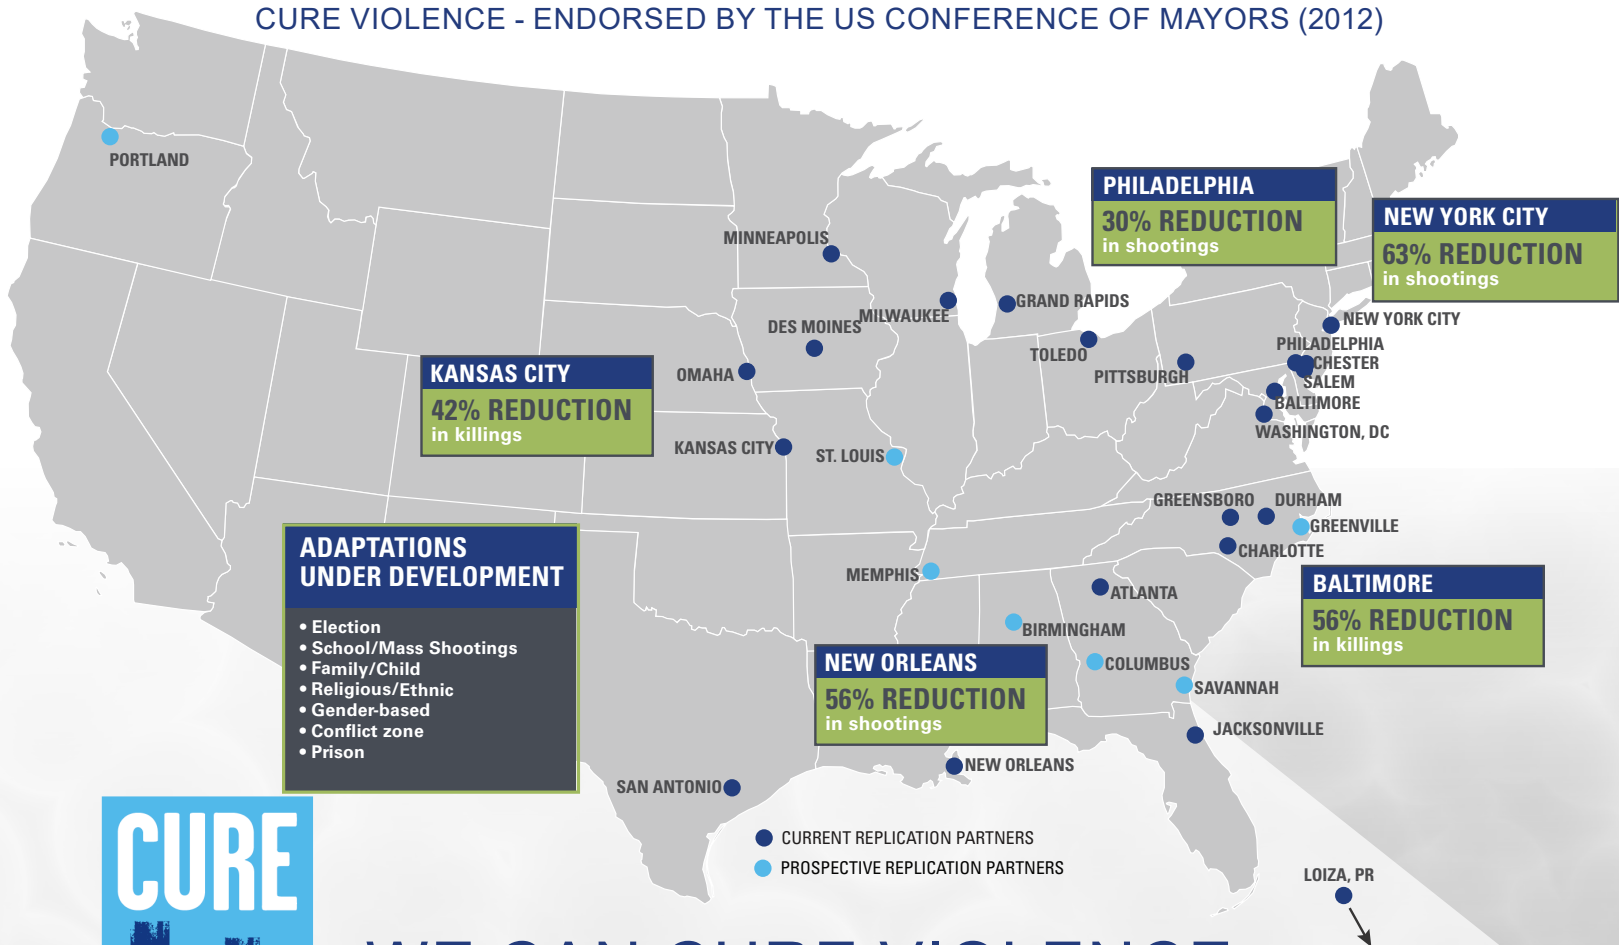 CURE VIOLENCE - ENDORSED BY THE US CONFERENCE OF MAYORS (2012)
PORTLAND
PHILADELPHIA
30% REDUCTION
in shootings
NEW YORK CITY
63% REDUCTION
in shootings
MINNEAPOLIS
MILWAUKEE
GRAND RAPIDS
DES MOINES
TOLEDO
NEW YORK CITY
PHILADELPHIA
CHESTER
SALEM
PITTSBURGH
BALTIMORE
WASHINGTON, DC
OMAHA
KANSAS CITY
42% REDUCTION
in killings
KANSAS CITY
ST. LOUIS
GREENSBORO
DURHAM
GREENVILLE
CHARLOTTE
ADAPTATIONS
UNDER DEVELOPMENT
• Election
• School/Mass Shootings
• Family/Child
• Religious/Ethnic
• Gender-based
• Conflict zone
• Prison
MEMPHIS
ATLANTA
BIRMINGHAM
COLUMBUS
SAVANNAH
BALTIMORE
56% REDUCTION
in killings
NEW ORLEANS
56% REDUCTION
in shootings
JACKSONVILLE
NEW ORLEANS
SAN ANTONIO
CURRENT REPLICATION PARTNERS
PROSPECTIVE REPLICATION PARTNERS
LOIZA, PR
CURE
WE CAN CURE VIOLENCE